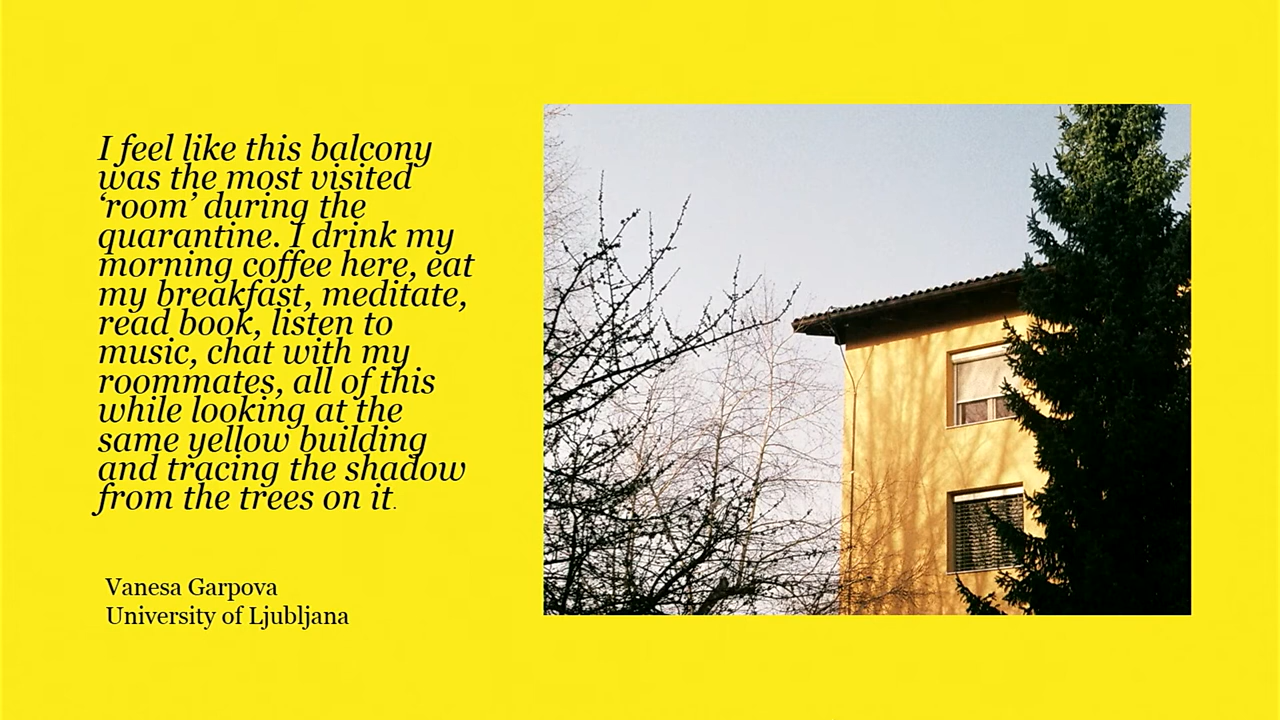 I feel like this balcony
was the most visited
‘room’ during the
quarantine. I drink my
morning coffee here, eat
my breakfast, meditate,
read book, listen to
music, chat with my
roommates, all of this
while looking at the
same yellow building
and tracing the shadow
from the trees on it.
Vanesa Garpova
University of Ljubljana